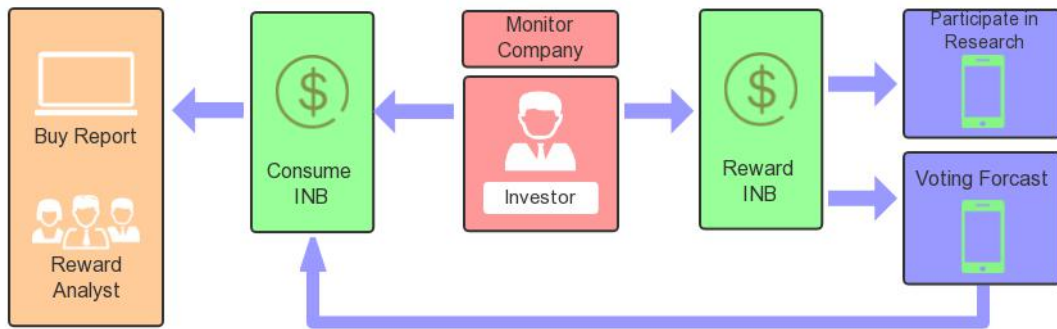 Buy Report
Reward
Analyst
Consume
INB
Monitor
Company
Investor
Reward
INB
Participate in
Research
Voting Forcast